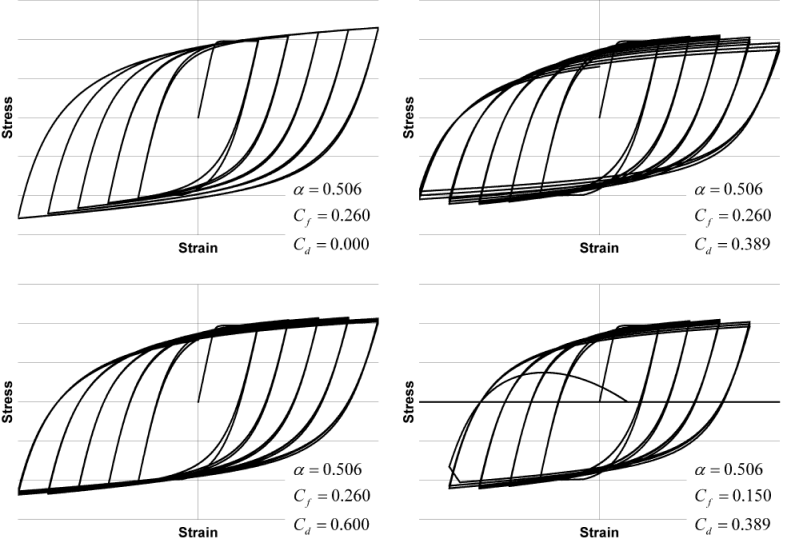 Stress
Strain
α = 0.506
C_f = 0.260
C_d = 0.000
Stress
Strain
α = 0.506
C_f = 0.260
C_d = 0.389
Stress
Strain
α = 0.506
C_f = 0.260
C_d = 0.600
Stress
Strain
α = 0.506
C_f = 0.150
C_d = 0.389